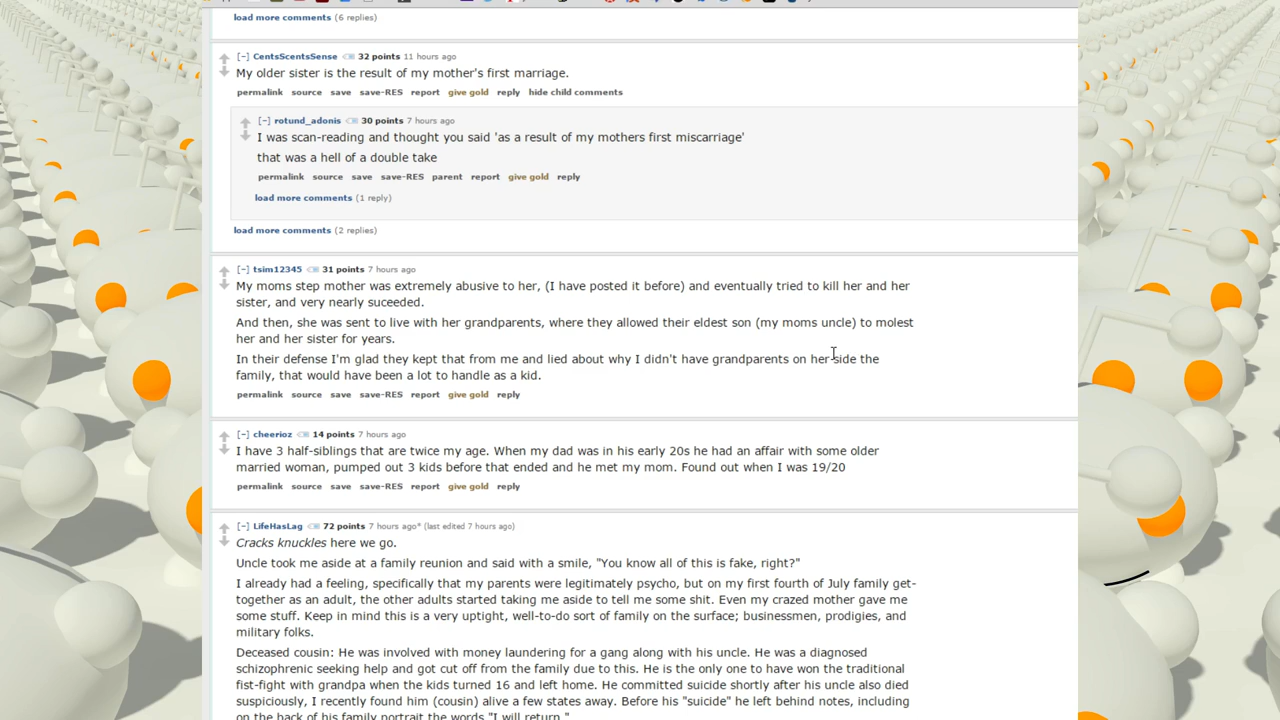 load more comments (6 replies)
[–] CentsScentsSense 32 points 11 hours ago
My older sister is the result of my mother's first marriage.
permalink source save save-RES report give gold reply hide child comments
[–] rotund_adonis 30 points 7 hours ago
I was scan-reading and thought you said 'as a result of my mothers first miscarriage'
that was a hell of a double take
permalink source save save-RES parent report give gold reply
load more comments (1 reply)
load more comments (2 replies)
[–] tsim12345 31 points 7 hours ago
My moms step mother was extremely abusive to her, (I have posted it before) and eventually tried to kill her and her
sister, and very nearly suceeded.
And then, she was sent to live with her grandparents, where they allowed their eldest son (my moms uncle) to molest
her and her sister for years.
In their defense I'm glad they kept that from me and lied about why I didn't have grandparents on her side the
family, that would have been a lot to handle as a kid.
permalink source save save-RES report give gold reply
[–] cheerioz 14 points 7 hours ago
I have 3 half-siblings that are twice my age. When my dad was in his early 20s he had an affair with some older
married woman, pumped out 3 kids before that ended and he met my mom. Found out when I was 19/20
permalink source save save-RES report give gold reply
[–] LifeHasLag 72 points 7 hours ago* (last edited 7 hours ago)
Cracks knuckles here we go.
Uncle took me aside at a family reunion and said with a smile, "You know all of this is fake, right?"
I already had a feeling, specifically that my parents were legitimately psycho, but on my first fourth of July family get-
together as an adult, the other adults started taking me aside to tell me some shit. Even my crazed mother gave me
some stuff. Keep in mind this is a very uptight, well-to-do sort of family on the surface; businessmen, prodigies, and
military folks.
Deceased cousin: He was involved with money laundering for a gang along with his uncle. He was a diagnosed
schizophrenic seeking help and got cut off from the family due to this. He is the only one to have won the traditional
fist-fight with grandpa when the kids turned 16 and left home. He committed suicide shortly after his uncle also died
suspiciously, I recently found him (cousin) alive a few states away. Before his "suicide" he left behind notes, including
on the back of his family portrait the words "I will return."